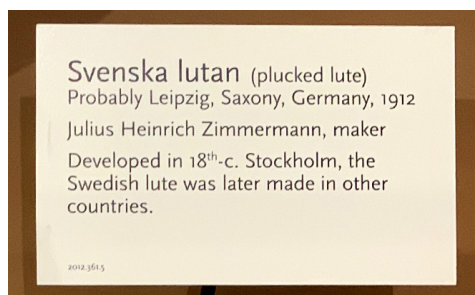 Svenska lutan (plucked lute)
Probably Leipzig, Saxony, Germany, 1912
Julius Heinrich Zimmermann, maker
Developed in 18th-c. Stockholm, the
Swedish lute was later made in other
countries.
2012.361.5